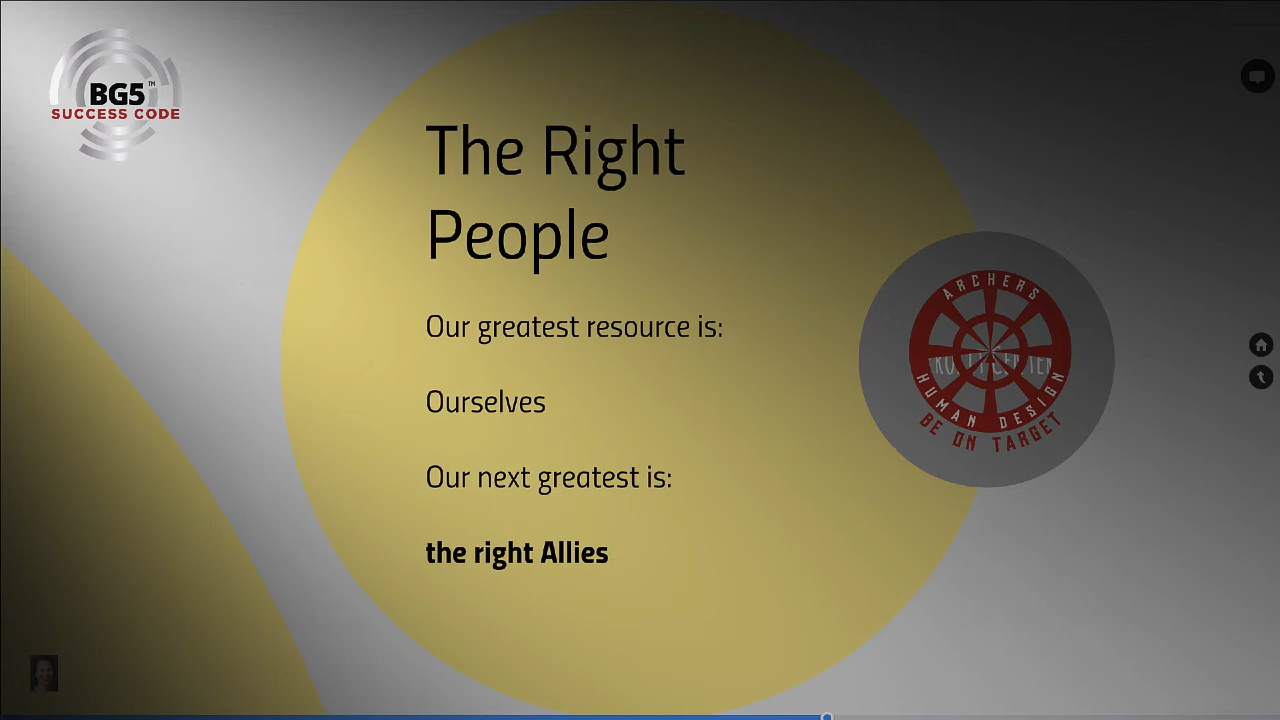 BG5™
SUCCESS CODE
The Right
People
Our greatest resource is:
Ourselves
Our next greatest is:
the right Allies
ARCHERS
HUMAN DESIGN
BE ON TARGET